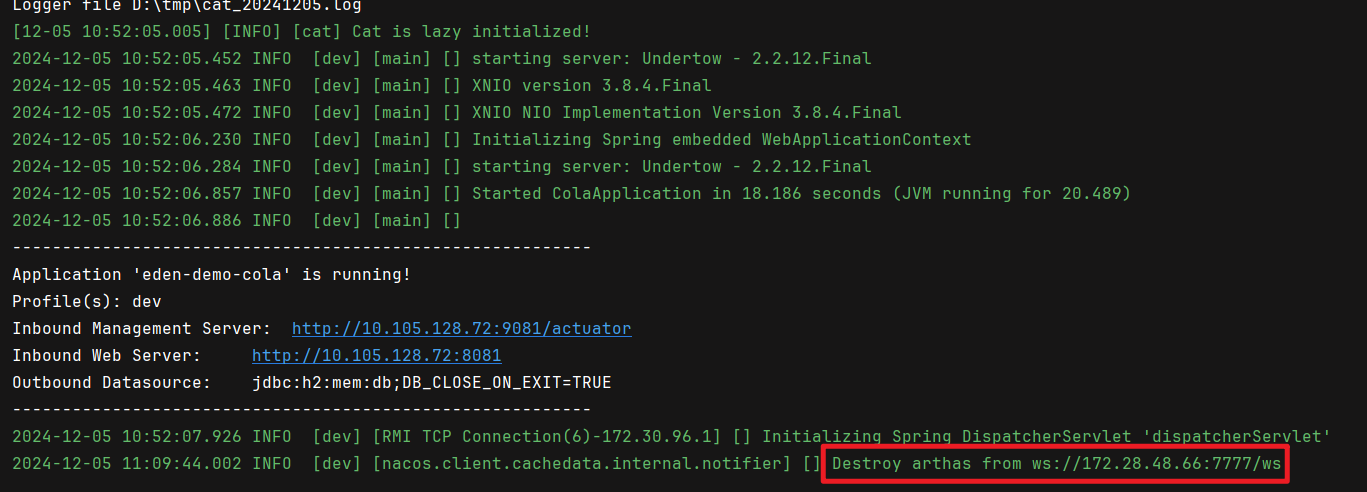 Logger file D:\tmp\cat_20241205.log
[12-05 10:52:05.005] [INFO] [cat] Cat is lazy initialized!
2024-12-05 10:52:05.452 INFO  [dev] [main] [] starting server: Undertow - 2.2.12.Final
2024-12-05 10:52:05.463 INFO  [dev] [main] [] XNIO version 3.8.4.Final
2024-12-05 10:52:05.472 INFO  [dev] [main] [] XNIO NIO Implementation Version 3.8.4.Final
2024-12-05 10:52:06.230 INFO  [dev] [main] [] Initializing Spring embedded WebApplicationContext
2024-12-05 10:52:06.284 INFO  [dev] [main] [] starting server: Undertow - 2.2.12.Final
2024-12-05 10:52:06.857 INFO  [dev] [main] [] Started ColaApplication in 18.186 seconds (JVM running for 20.489)
2024-12-05 10:52:06.886 INFO  [dev] [main] []
----------------------------------------------------------
Application 'eden-demo-cola' is running!
Profile(s): dev
Inbound Management Server:  http://10.105.128.72:9081/actuator
Inbound Web Server:     http://10.105.128.72:8081
Outbound Datasource:    jdbc:h2:mem:db;DB_CLOSE_ON_EXIT=TRUE
----------------------------------------------------------
2024-12-05 10:52:07.926 INFO  [dev] [RMI TCP Connection(6)-172.30.96.1] [] Initializing Spring DispatcherServlet 'dispatcherServlet'
2024-12-05 11:09:44.002 INFO  [dev] [nacos.client.cachedata.internal.notifier] [] Destroy arthas from ws://172.28.48.66:7777/ws